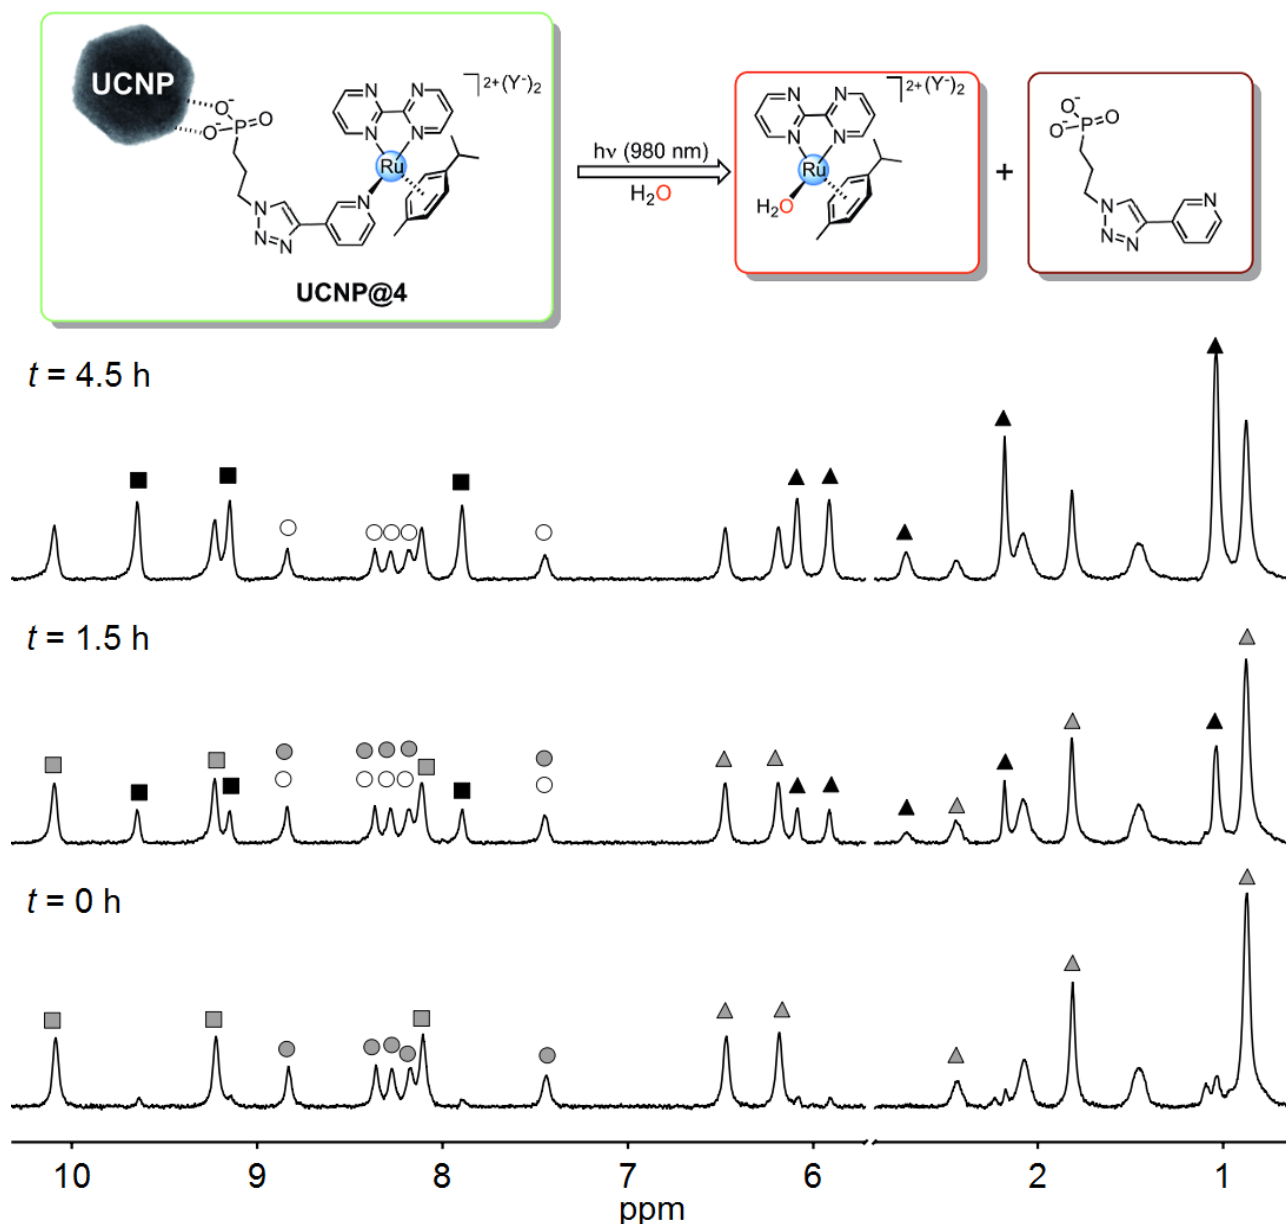 UCNP
O⁻
O⁻
P
O
N
N
N
N
N
N
N
N
Ru
]2+(Y⁻)₂
UCNP@4
hν (980 nm)
H₂O
N
N
N
N
Ru
H₂O
]2+(Y⁻)₂
+
O⁻
⁻O
P
O
N
N
N
N
t = 4.5 h
t = 1.5 h
t = 0 h
10 9 8 7 6 2 1
ppm